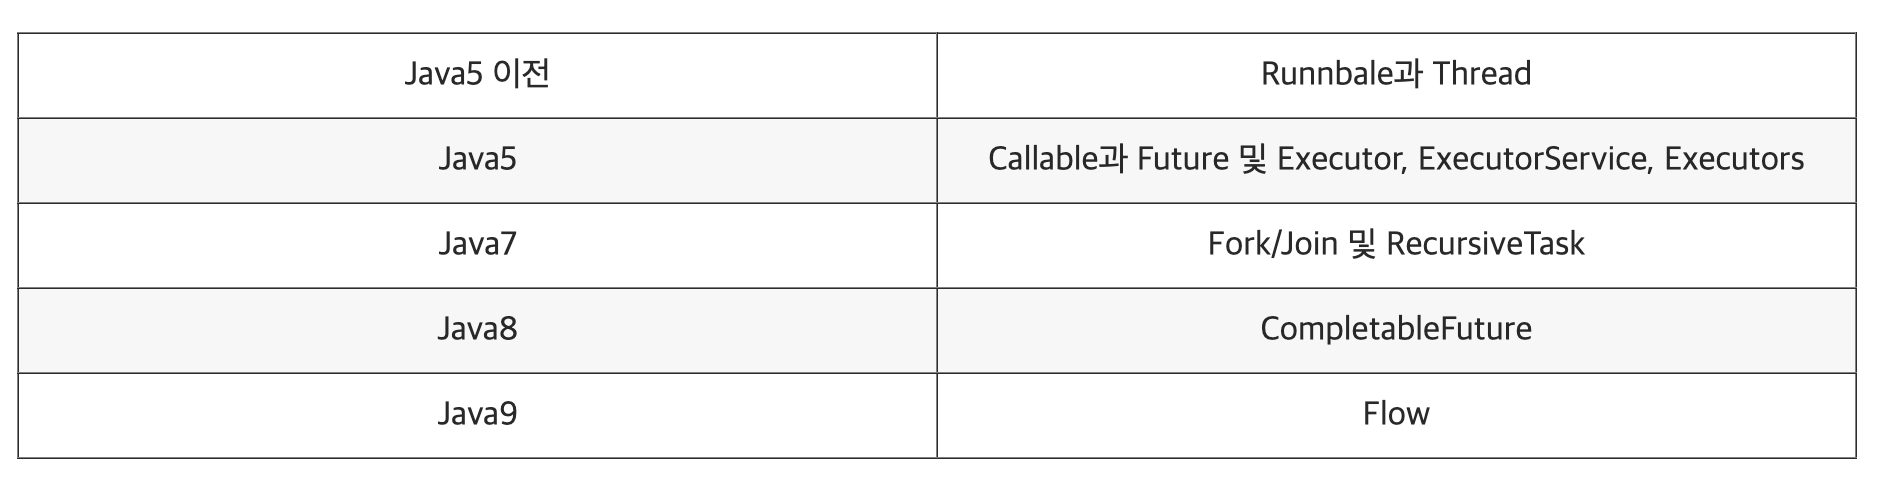 Java5 이전 Runnbale과 Thread
Java5 Callable과 Future 및 Executor, ExecutorService, Executors
Java7 Fork/Join 및 RecursiveTask
Java8 CompletableFuture
Java9 Flow